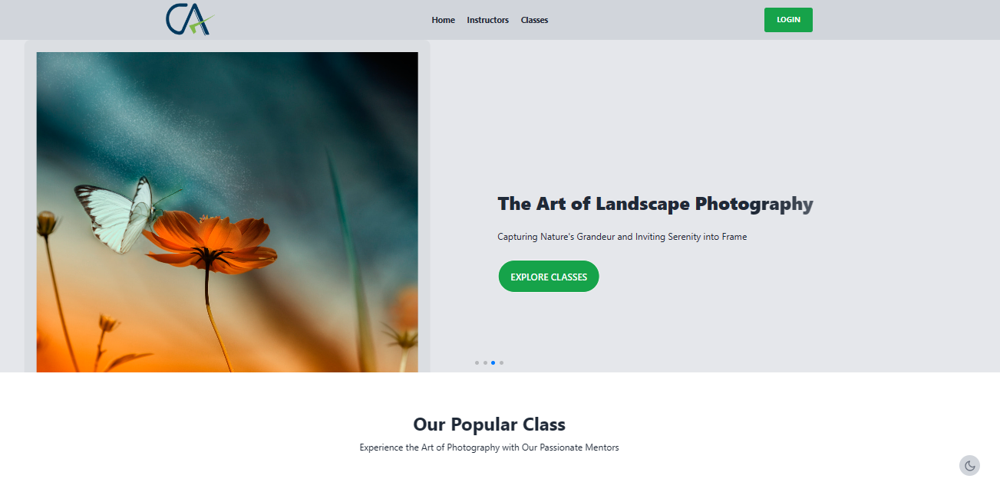 CA
Home Instructors Classes
LOGIN
The Art of Landscape Photography
Capturing Nature's Grandeur and Inviting Serenity into Frame
EXPLORE CLASSES
Our Popular Class
Experience the Art of Photography with Our Passionate Mentors